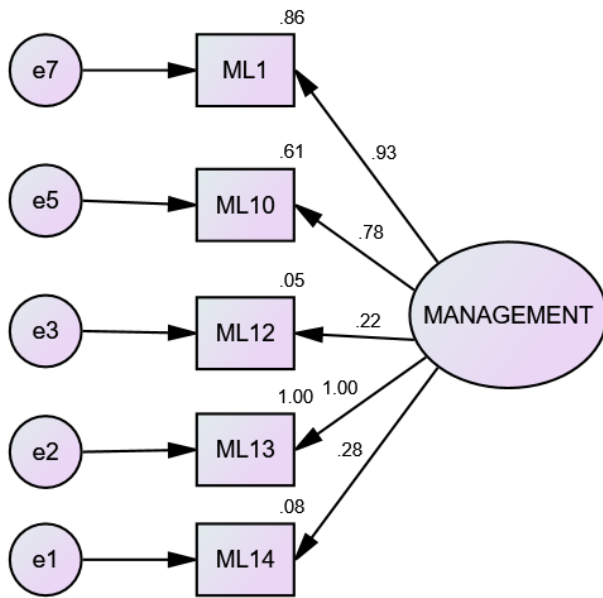 .86
e7
ML1
.93
.61
e5
ML10
.78
.05
e3
ML12
.22
MANAGEMENT
1.00
1.00
e2
ML13
.28
.08
e1
ML14